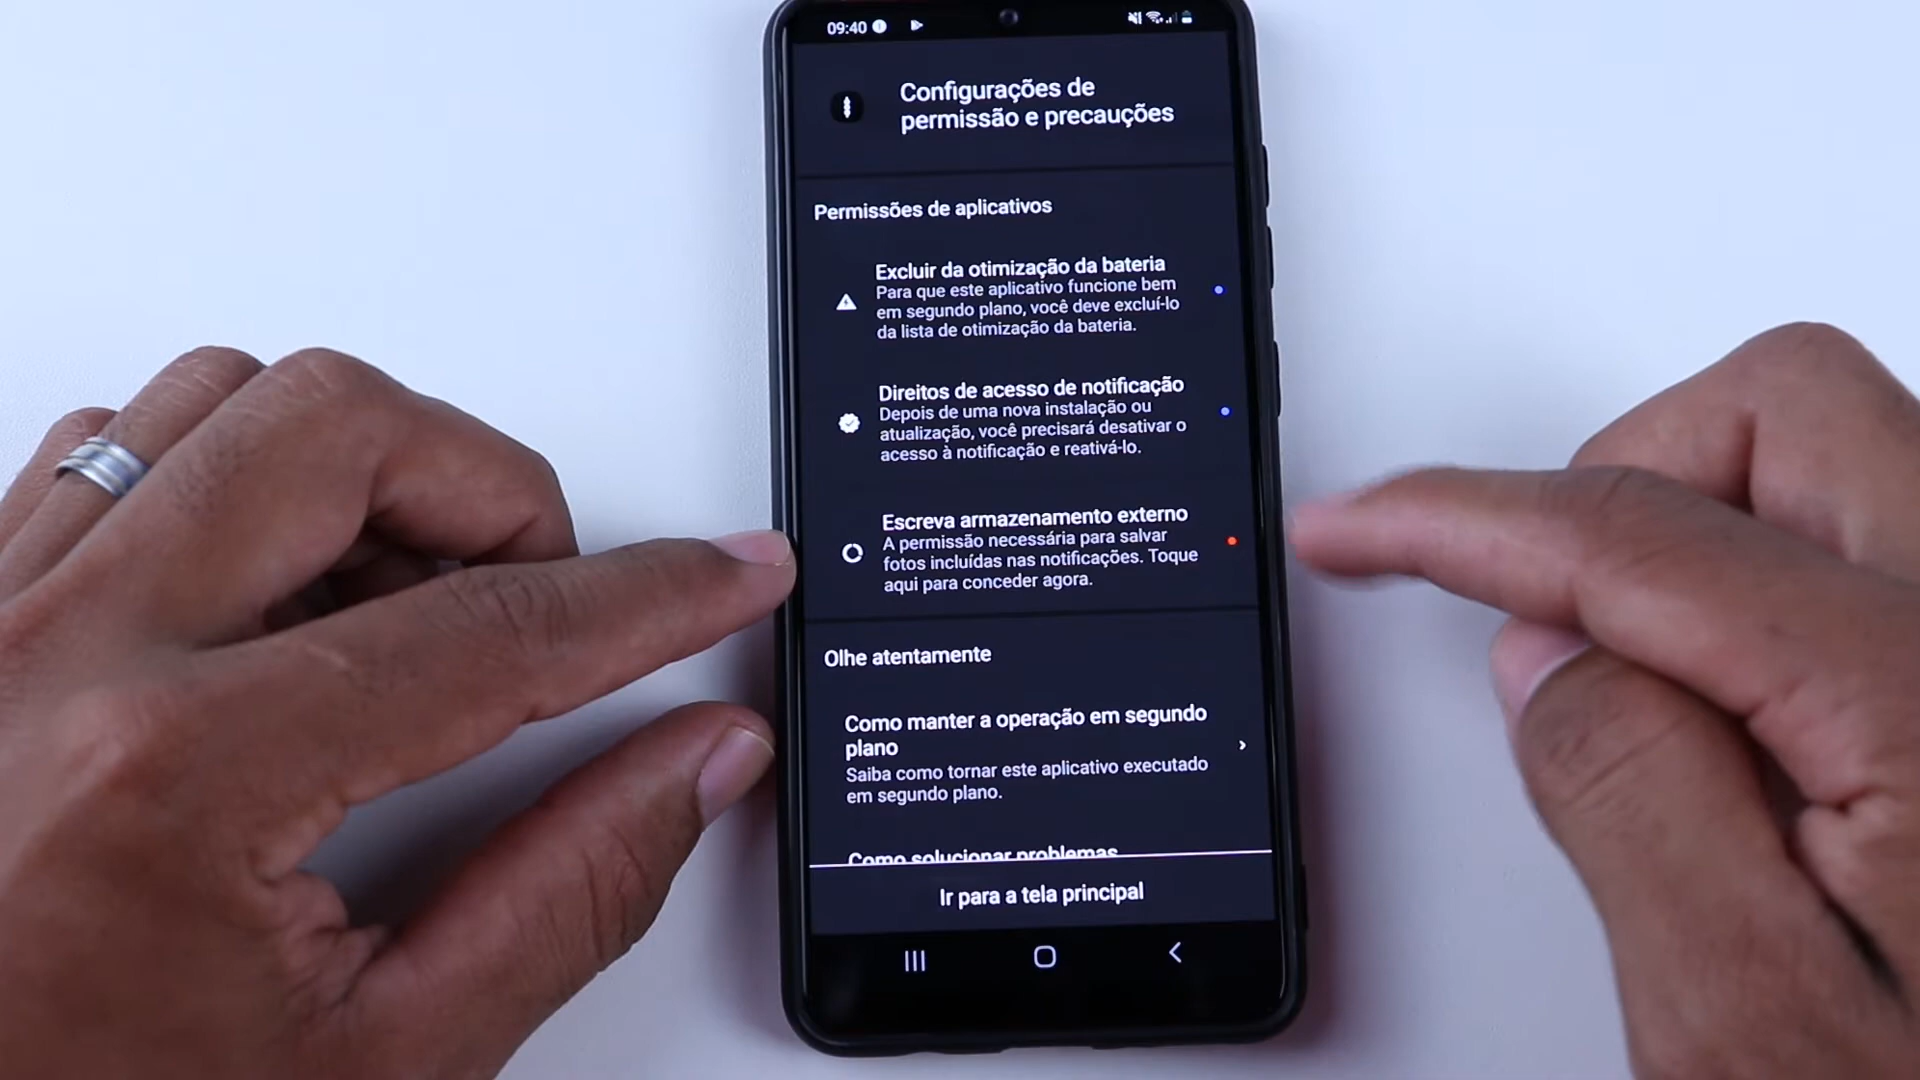 09:40
Configurações de
permissão e precauções
Permissões de aplicativos
Excluir da otimização da bateria
Para que este aplicativo funcione bem
em segundo plano, você deve excluí-lo
da lista de otimização da bateria.
Direitos de acesso de notificação
Depois de uma nova instalação ou
atualização, você precisará desativar o
acesso à notificação e reativá-lo.
Escreva armazenamento externo
A permissão necessária para salvar
fotos incluídas nas notificações. Toque
aqui para conceder agora.
Olhe atentamente
Como manter a operação em segundo
plano
Saiba como tornar este aplicativo executado
em segundo plano.
Como solucionar problemas
Ir para a tela principal